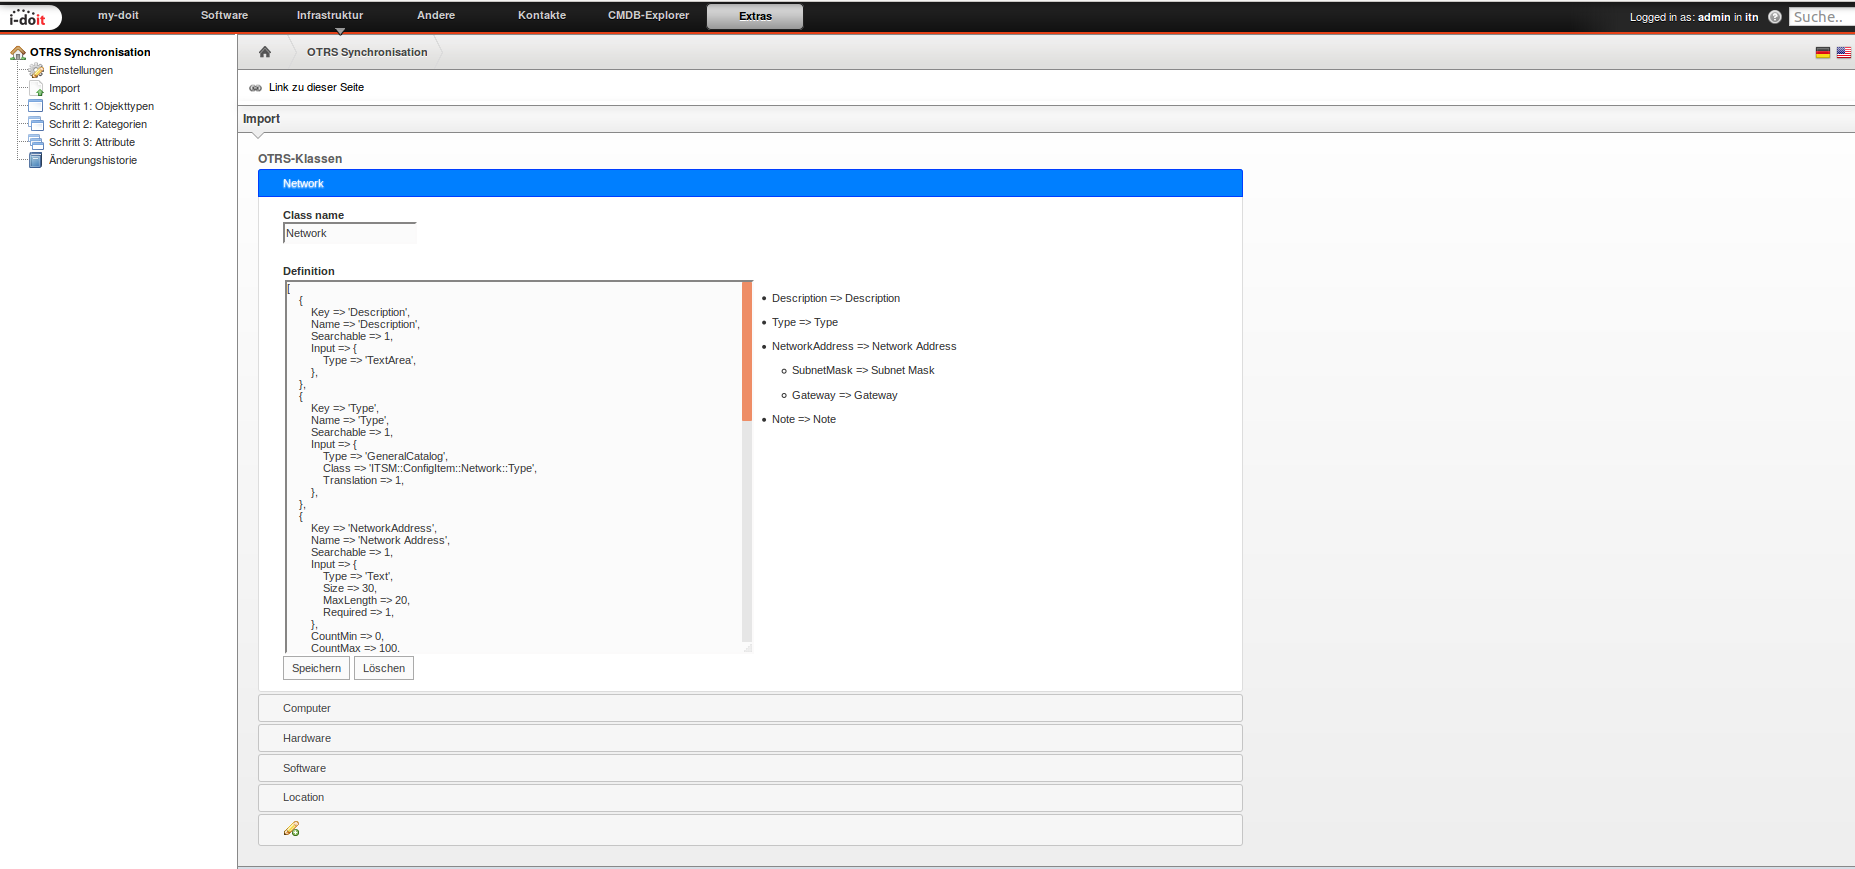 i-doit
my-doit
Software
Infrastruktur
Andere
Kontakte
CMDB-Explorer
Extras
Logged in as: admin in itn
?
Suche..
OTRS Synchronisation
Einstellungen
Import
Schritt 1: Objekttypen
Schritt 2: Kategorien
Schritt 3: Attribute
Änderungshistorie
OTRS Synchronisation
Link zu dieser Seite
Import
OTRS-Klassen
Network
Class name
Network
Definition
[
{
Key => 'Description',
Name => 'Description',
Searchable => 1,
Input => {
Type => 'TextArea',
},
},
{
Key => 'Type',
Name => 'Type',
Searchable => 1,
Input => {
Type => 'GeneralCatalog',
Class => 'ITSM::ConfigItem::Network::Type',
Translation => 1,
},
},
{
Key => 'NetworkAddress',
Name => 'Network Address',
Searchable => 1,
Input => {
Type => 'Text',
Size => 30,
MaxLength => 20,
Required => 1,
},
CountMin => 0,
CountMax => 100,
• Description => Description
• Type => Type
• NetworkAddress => Network Address
◦ SubnetMask => Subnet Mask
◦ Gateway => Gateway
• Note => Note
Speichern
Löschen
Computer
Hardware
Software
Location